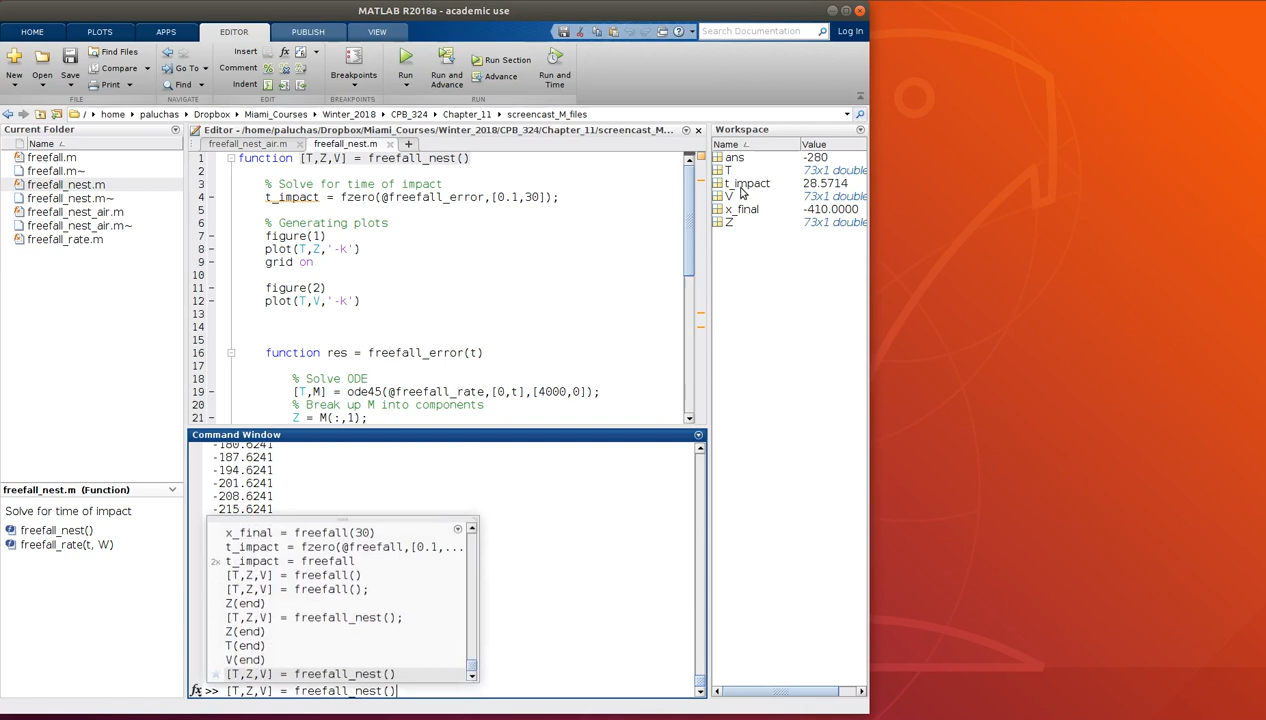 MATLAB R2018a - academic use
HOME PLOTS APPS EDITOR PUBLISH VIEW
Search Documentation
Log In
New Open Save Find Files Compare Print
Go To Find
Insert fx Comment Indent
Breakpoints
Run Run and Advance Run Section Advance Run and Time
FILE NAVIGATE EDIT BREAKPOINTS RUN
/ home paluchas Dropbox Miami_Courses Winter_2018 CPB_324 Chapter_11 screencast_M_files
Current Folder
Name
freefall.m
freefall.m~
freefall_nest.m
freefall_nest.m~
freefall_nest_air.m
freefall_nest_air.m~
freefall_rate.m
freefall_nest.m (Function)
Solve for time of impact
freefall_nest()
freefall_rate(t, W)
Editor - /home/paluchas/Dropbox/Miami_Courses/Winter_2018/CPB_324/Chapter_11/screencast_M...
freefall_nest_air.m freefall_nest.m
1 function [T,Z,V] = freefall_nest()
2
3 % Solve for time of impact
4 t_impact = fzero(@freefall_error,[0.1,30]);
5
6 % Generating plots
7 figure(1)
8 plot(T,Z,'-k')
9 grid on
10
11 figure(2)
12 plot(T,V,'-k')
13
14
15
16 function res = freefall_error(t)
17
18 % Solve ODE
19 [T,M] = ode45(@freefall_rate,[0,t],[4000,0]);
20 % Break up M into components
21 Z = M(:,1);
Command Window
-180.6241
-187.6241
-194.6241
-201.6241
-208.6241
-215.6241
x_final = freefall(30)
t_impact = fzero(@freefall,[0.1,...
2x t_impact = freefall
[T,Z,V] = freefall()
[T,Z,V] = freefall();
Z(end)
[T,Z,V] = freefall_nest();
Z(end)
T(end)
V(end)
[T,Z,V] = freefall_nest()
fx >> [T,Z,V] = freefall_nest()
Workspace
Name Value
ans -280
T 73x1 double
t_impact 28.5714
V 73x1 double
x_final -410.0000
Z 73x1 double